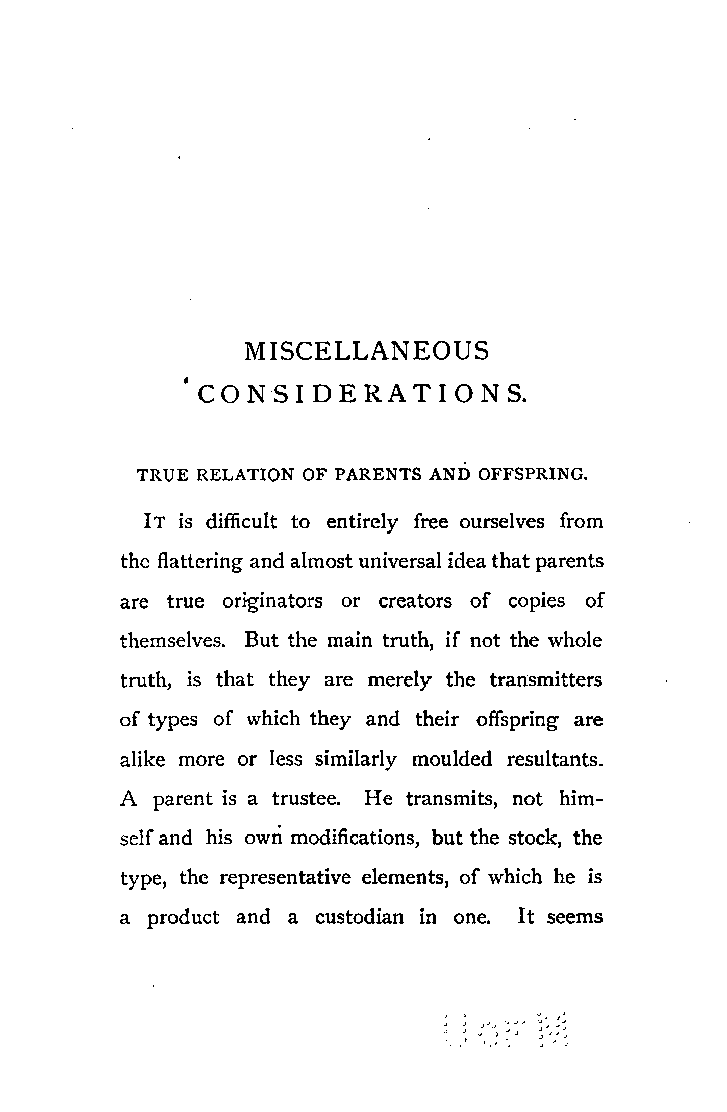 MISCELLANEOUS
CONSIDERATIONS.
TRUE RELATION OF PARENTS AND OFFSPRING.
IT is difficult to entirely free ourselves from
the flattering and almost universal idea that parents
are true originators or creators of copies of
themselves. But the main truth, if not the whole
truth, is that they are merely the transmitters
of types of which they and their offspring are
alike more or less similarly moulded resultants.
A parent is a trustee. He transmits, not him-
self and his own modifications, but the stock, the
type, the representative elements, of which he is
a product and a custodian in one. It seems
U OF M